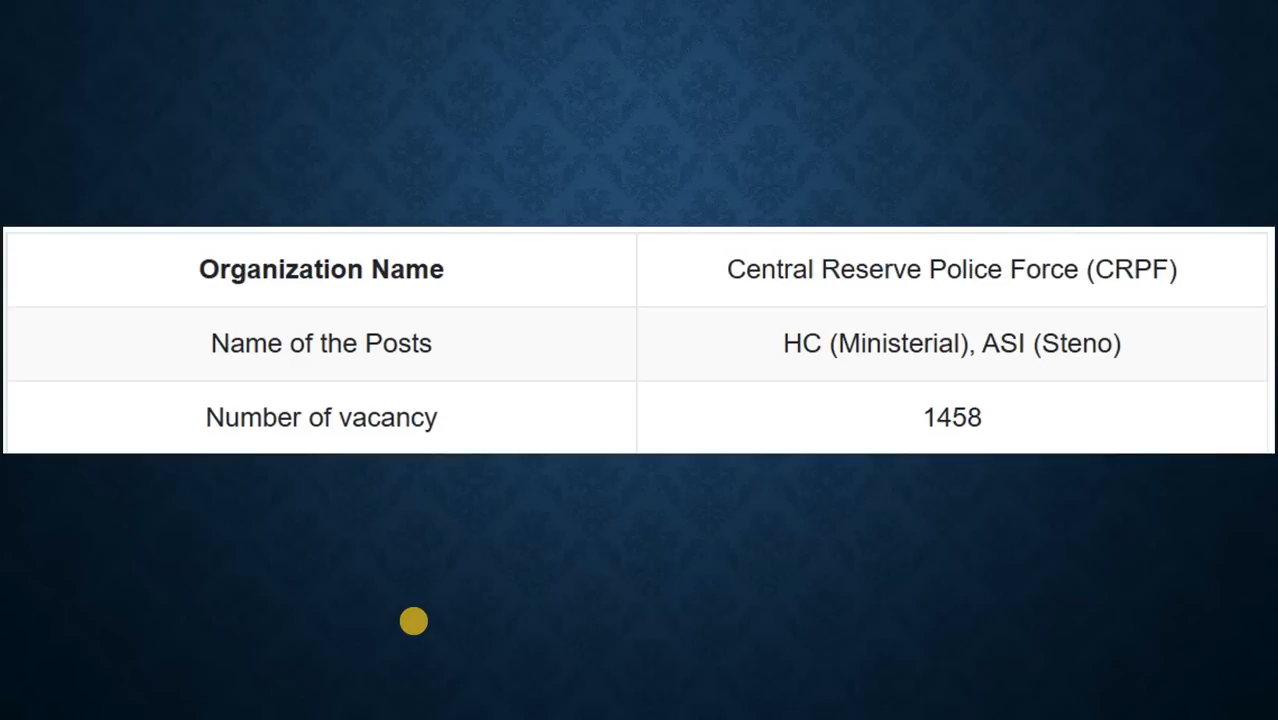 Organization Name Central Reserve Police Force (CRPF)
Name of the Posts HC (Ministerial), ASI (Steno)
Number of vacancy 1458